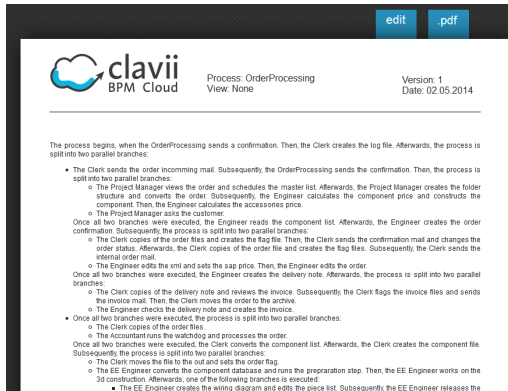 edit
.pdf
clavii
BPM Cloud
Process: OrderProcessing
View: None
Version: 1
Date: 02.05.2014
The process begins, when the OrderProcessing sends a confirmation. Then, the Clerk creates the log file. Afterwards, the process is
split into two parallel branches:
• The Clerk sends the order incomming mail. Subsequently, the OrderProcessing sends the confirmation. Then, the process is
split into two parallel branches:
o The Project Manager views the order and schedules the master list. Afterwards, the Project Manager creates the folder
structure and converts the order. Subsequently, the Engineer calculates the component price and constructs the
component. Then, the Engineer calculates the accessories price.
o The Project Manager asks the customer.
Once all two branches were executed, the Engineer reads the component list. Afterwards, the Engineer creates the order
confirmation. Subsequently, the process is split into two parallel branches:
o The Clerk copies of the order files and creates the flag file. Then, the Clerk sends the confirmation mail and changes the
order status. Afterwards, the Clerk copies of the order file and creates the flag files. Subsequently, the Clerk sends the
internal order mail.
o The Engineer edits the xml and sets the sap price. Then, the Engineer edits the order.
Once all two branches were executed, the Engineer creates the delivery note. Afterwards, the process is split into two parallel
branches:
o The Clerk copies of the delivery note and reviews the invoice. Subsequently, the Clerk flags the invoice files and sends
the invoice mail. Then, the Clerk moves the order to the archive.
o The Engineer checks the delivery note and creates the invoice.
• Once all two branches were executed, the process is split into two parallel branches:
o The Clerk copies of the order files.
o The Accountant runs the watchdog and processes the order.
Once all two branches were executed, the Clerk converts the component list. Afterwards, the Clerk creates the component file.
Subsequently, the process is split into two parallel branches:
o The Clerk moves the file to the out and sets the order flag.
o The EE Engineer converts the component database and runs the prepraration step. Then, the EE Engineer works on the
3d construction. Afterwards, one of the following branches is executed:
▪ The EE Engineer creates the wiring diagram and edits the piece list. Subsequently, the EE Engineer releases the